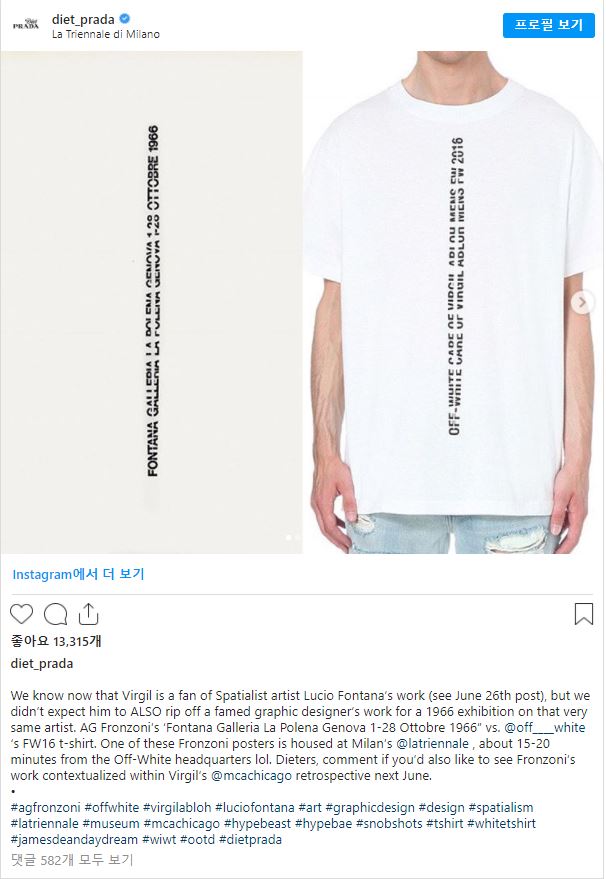 Diet
PRADA
diet_prada
La Triennale di Milano
프로필 보기
FONTANA GALLERIA LA POLENA GENOVA 1-28 OTTOBRE 1966
OFF-WHITE CARE OF VIRGIL ABLOH MENS FW 2016
Instagram에서 더 보기
좋아요 13,315개
diet_prada
We know now that Virgil is a fan of Spatialist artist Lucio Fontana's work (see June 26th post), but we
didn't expect him to ALSO rip off a famed graphic designer's work for a 1966 exhibition on that very
same artist. AG Fronzoni's 'Fontana Galleria La Polena Genova 1-28 Ottobre 1966" vs. @off____white
's FW16 t-shirt. One of these Fronzoni posters is housed at Milan's @latriennale , about 15-20
minutes from the Off-White headquarters lol. Dieters, comment if you'd also like to see Fronzoni's
work contextualized within Virgil's @mcachicago retrospective next June.
•
#agfronzoni #offwhite #virgilabloh #luciofontana #art #graphicdesign #design #spatialism
#latriennale #museum #mcachicago #hypebeast #hypebae #snobshots #tshirt #whitetshirt
#jamesdeandaydream #wiwt #ootd #dietprada
댓글 582개 모두 보기